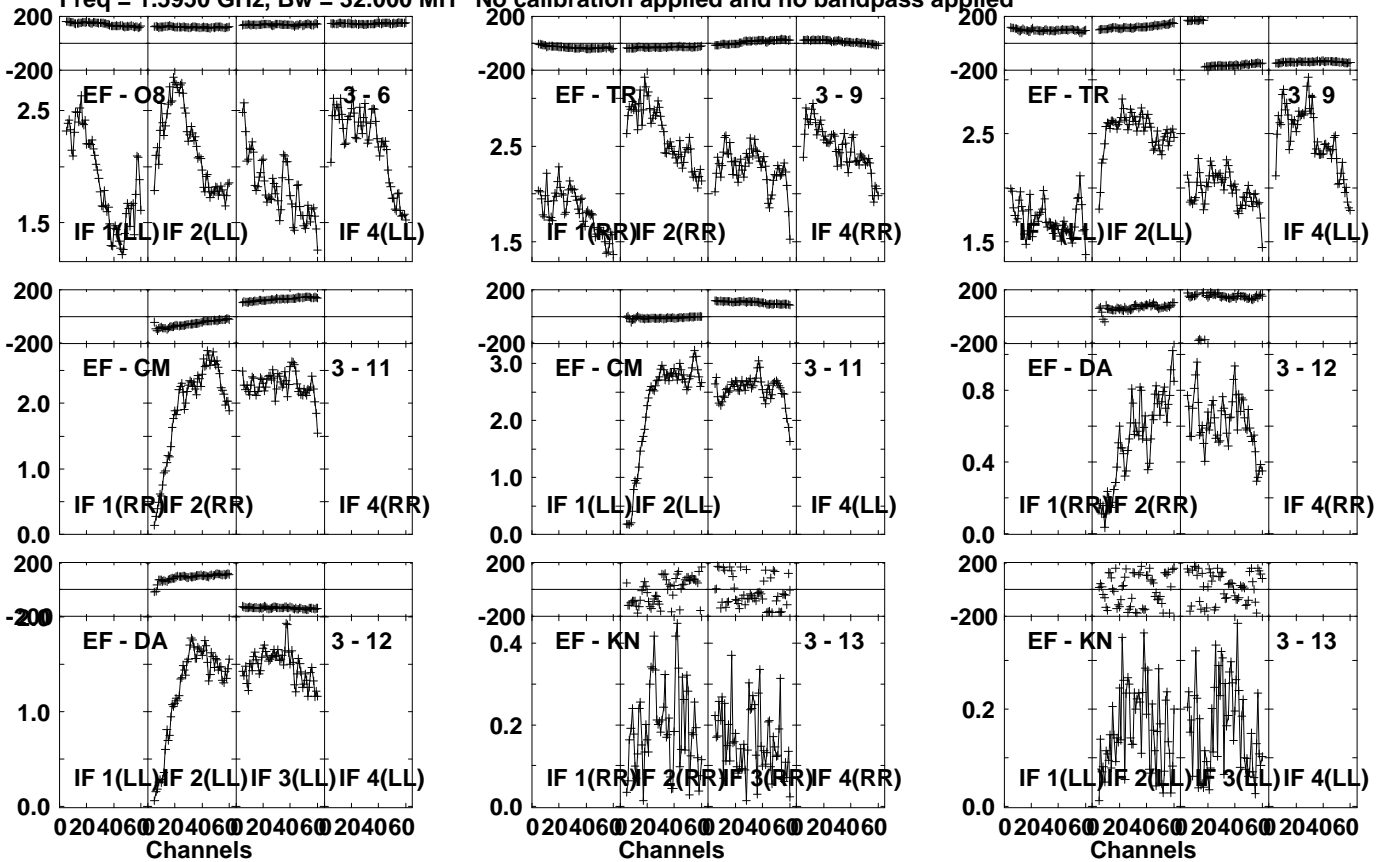 Freq = 1.5950 GHz, Bw = 32.000 MH No calibration applied and no bandpass applied
200
-200
EF - O8 3 - 6
2.5
1.5
IF 1(LL) IF 2(LL) IF 4(LL)
200
-200
EF - TR 3 - 9
2.5
1.5
IF 1(RR) IF 2(RR) IF 4(RR)
200
-200
EF - TR 3 - 9
2.5
1.5
IF 1(LL) IF 2(LL) IF 4(LL)
200
-200
EF - CM 3 - 11
2.0
1.0
0.0
IF 1(RR) IF 2(RR) IF 4(RR)
200
-200
EF - CM 3 - 11
3.0
2.0
1.0
0.0
IF 1(LL) IF 2(LL) IF 4(LL)
200
-200
EF - DA 3 - 12
0.8
0.4
0.0
IF 1(RR) IF 2(RR) IF 4(RR)
200
-200
2.0
EF - DA 3 - 12
1.0
0.0
IF 1(LL) IF 2(LL) IF 3(LL) IF 4(LL)
0 20 40 60 0 20 40 60 0 20 40 60 0 20 40 60
Channels
200
-200
EF - KN 3 - 13
0.4
0.2
0.0
IF 1(RR) IF 2(RR) IF 3(RR) IF 4(RR)
0 20 40 60 0 20 40 60 0 20 40 60 0 20 40 60
Channels
200
-200
EF - KN 3 - 13
0.2
0.0
IF 1(LL) IF 2(LL) IF 3(LL) IF 4(LL)
0 20 40 60 0 20 40 60 0 20 40 60 0 20 40 60
Channels